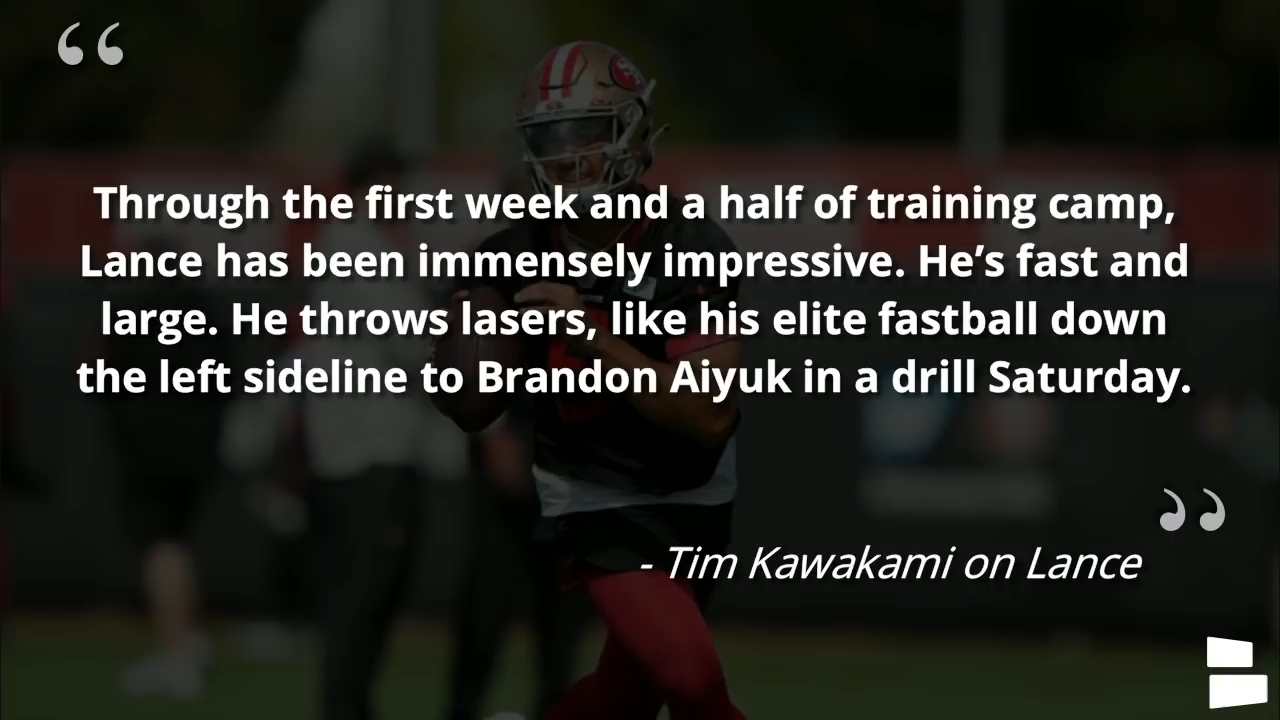 “
Through the first week and a half of training camp,
Lance has been immensely impressive. He’s fast and
large. He throws lasers, like his elite fastball down
the left sideline to Brandon Aiyuk in a drill Saturday.
”
- Tim Kawakami on Lance